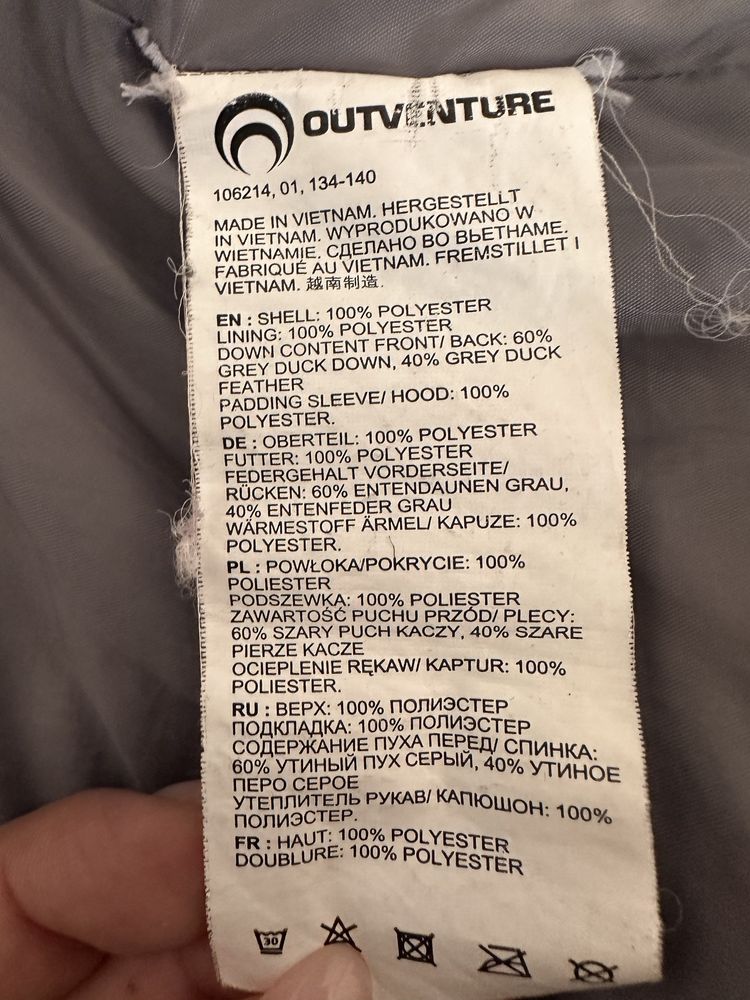 OUTVENTURE
106214, 01, 134-140
MADE IN VIETNAM. HERGESTELLT
IN VIETNAM. WYPRODUKOWANO W
WIETNAMIE. СДЕЛАНО ВО ВЬЕТНАМЕ.
FABRIQUÉ AU VIETNAM. FREMSTILLET I
VIETNAM. 越南制造.
EN : SHELL: 100% POLYESTER
LINING: 100% POLYESTER
DOWN CONTENT FRONT/ BACK: 60%
GREY DUCK DOWN, 40% GREY DUCK
FEATHER
PADDING SLEEVE/ HOOD: 100%
POLYESTER.
DE : OBERTEIL: 100% POLYESTER
FUTTER: 100% POLYESTER
FEDERGEHALT VORDERSEITE/
RÜCKEN: 60% ENTENDAUNEN GRAU,
40% ENTENFEDER GRAU
WÄRMESTOFF ÄRMEL/ KAPUZE: 100%
POLYESTER.
PL : POWŁOKA/POKRYCIE: 100%
POLIESTER
PODSZEWKA: 100% POLIESTER
ZAWARTOŚĆ PUCHU PRZÓD/ PLECY:
60% SZARY PUCH KACZY, 40% SZARE
PIERZE KACZE
OCIEPLENIE RĘKAW/ KAPTUR: 100%
POLIESTER.
RU : ВЕРХ: 100% ПОЛИЭСТЕР
ПОДКЛАДКА: 100% ПОЛИЭСТЕР
СОДЕРЖАНИЕ ПУХА ПЕРЕД/ СПИНКА:
60% УТИНЫЙ ПУХ СЕРЫЙ, 40% УТИНОЕ
ПЕРО СЕРОЕ
УТЕПЛИТЕЛЬ РУКАВ/ КАПЮШОН: 100%
ПОЛИЭСТЕР.
FR : HAUT: 100% POLYESTER
DOUBLURE: 100% POLYESTER
30